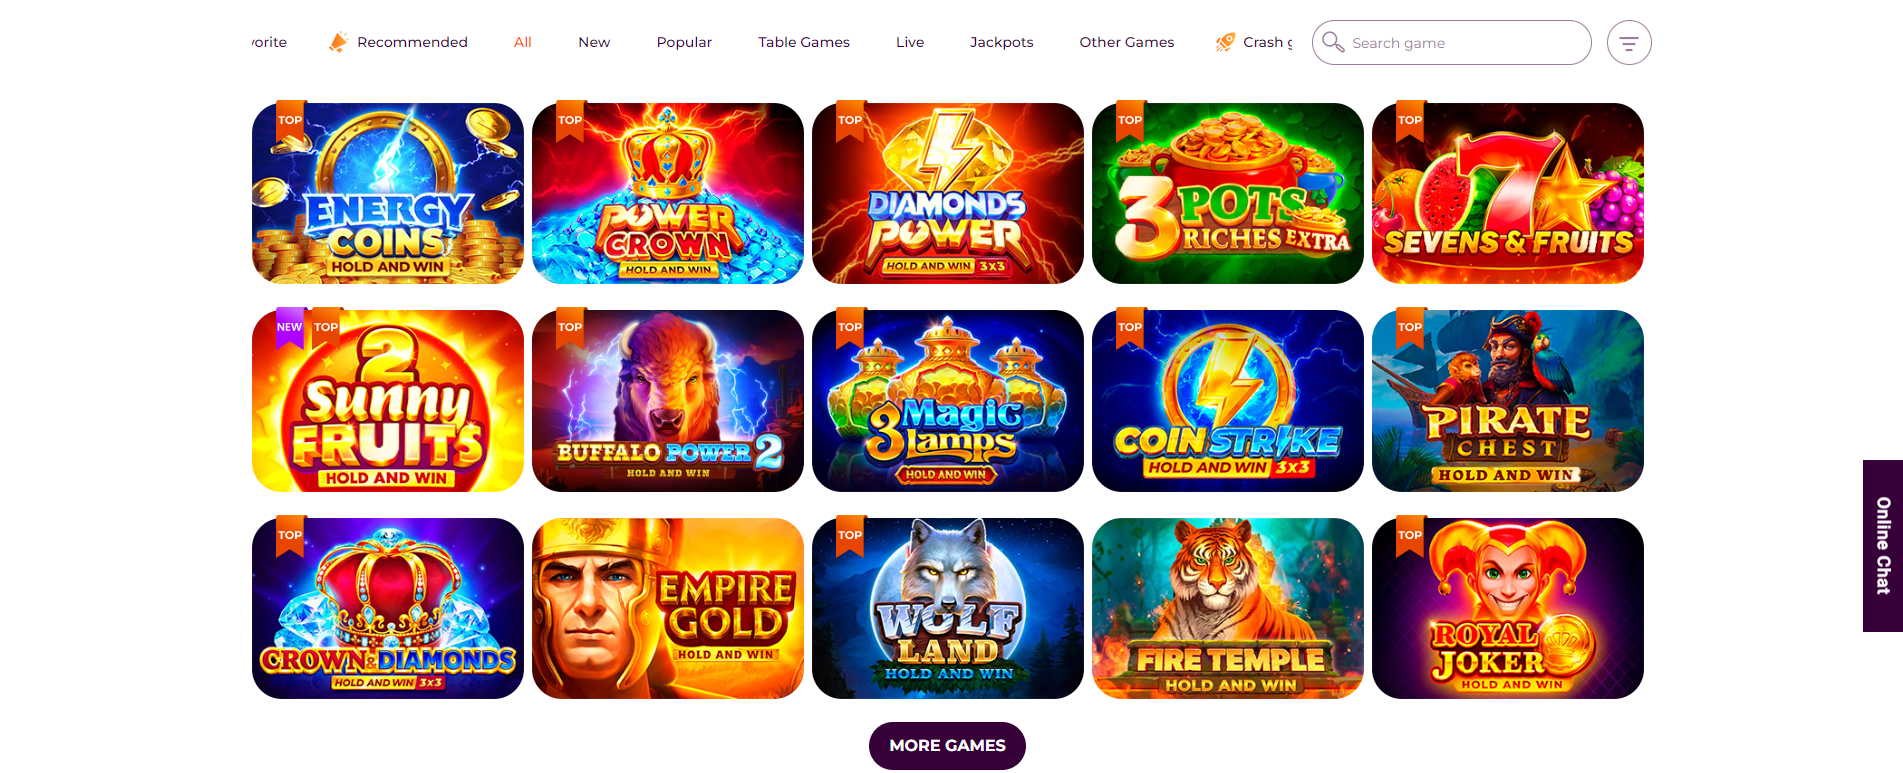 vorite Recommended All New Popular Table Games Live Jackpots Other Games Crash g Search game
TOP
ENERGY
COINS
HOLD AND WIN
TOP
POWER
CROWN
HOLD AND WIN
TOP
DIAMONDS
POWER
HOLD AND WIN 3X3
TOP
3 POTS
RICHES EXTRA
TOP
7
SEVENS & FRUITS
NEW TOP
2
Sunny
FRUITS
HOLD AND WIN
TOP
BUFFALO POWER 2
HOLD AND WIN
TOP
3 Magic
Lamps
HOLD AND WIN
TOP
COIN STRIKE
HOLD AND WIN 3X3
TOP
PIRATE
CHEST
HOLD AND WIN
TOP
CROWN & DIAMONDS
HOLD AND WIN 3X3
EMPIRE
GOLD
HOLD AND WIN
TOP
WOLF
LAND
HOLD AND WIN
FIRE TEMPLE
HOLD AND WIN
TOP
ROYAL
JOKER
HOLD AND WIN
MORE GAMES
Online Chat